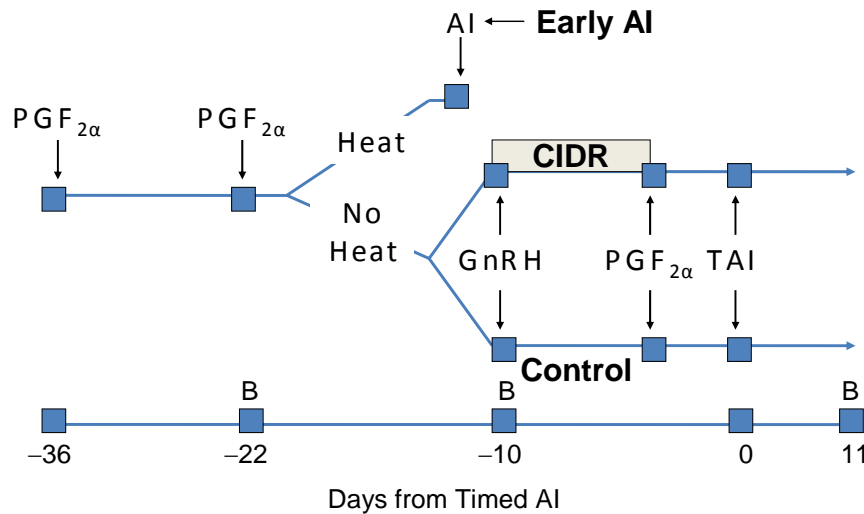 AI Early AI
PGF2α PGF2α
Heat
CIDR
No
Heat
GnRH PGF2α TAI
Control
B B B
–36 –22 –10 0 11
Days from Timed AI